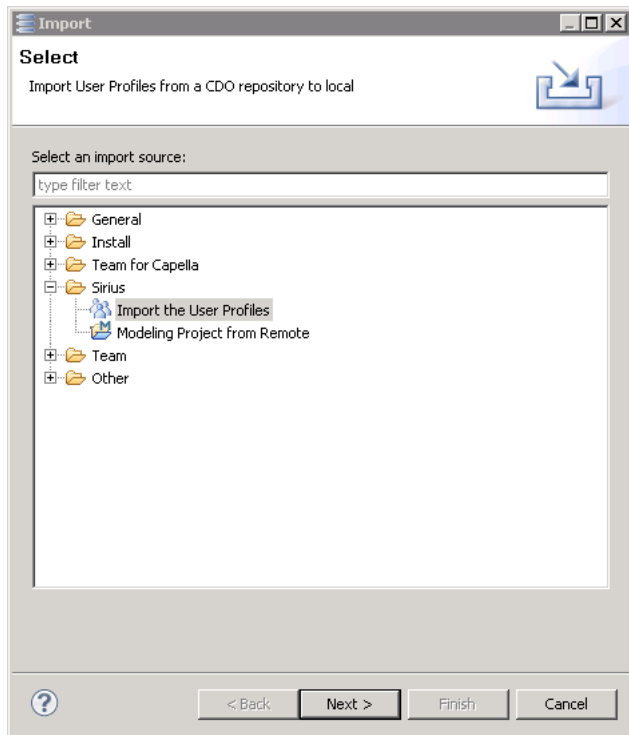 Import
Select
Import User Profiles from a CDO repository to local
Select an import source:
type filter text
General
Install
Team for Capella
Sirius
Import the User Profiles
Modeling Project from Remote
Team
Other
< Back
Next >
Finish
Cancel